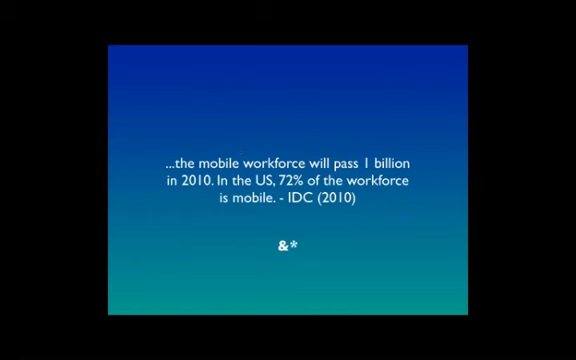 ...the mobile workforce will pass 1 billion
in 2010. In the US, 72% of the workforce
is mobile. - IDC (2010)
&*